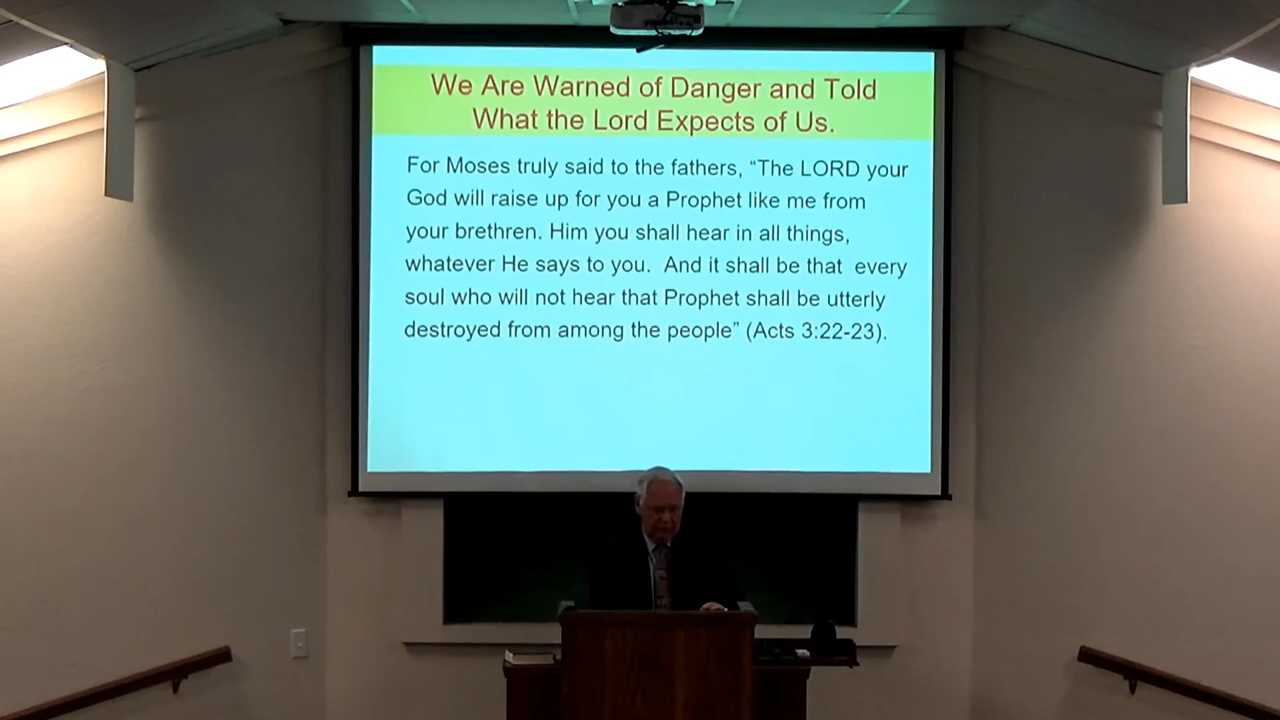 We Are Warned of Danger and Told
What the Lord Expects of Us.
For Moses truly said to the fathers, “The LORD your
God will raise up for you a Prophet like me from
your brethren. Him you shall hear in all things,
whatever He says to you.  And it shall be that  every
soul who will not hear that Prophet shall be utterly
destroyed from among the people” (Acts 3:22-23).